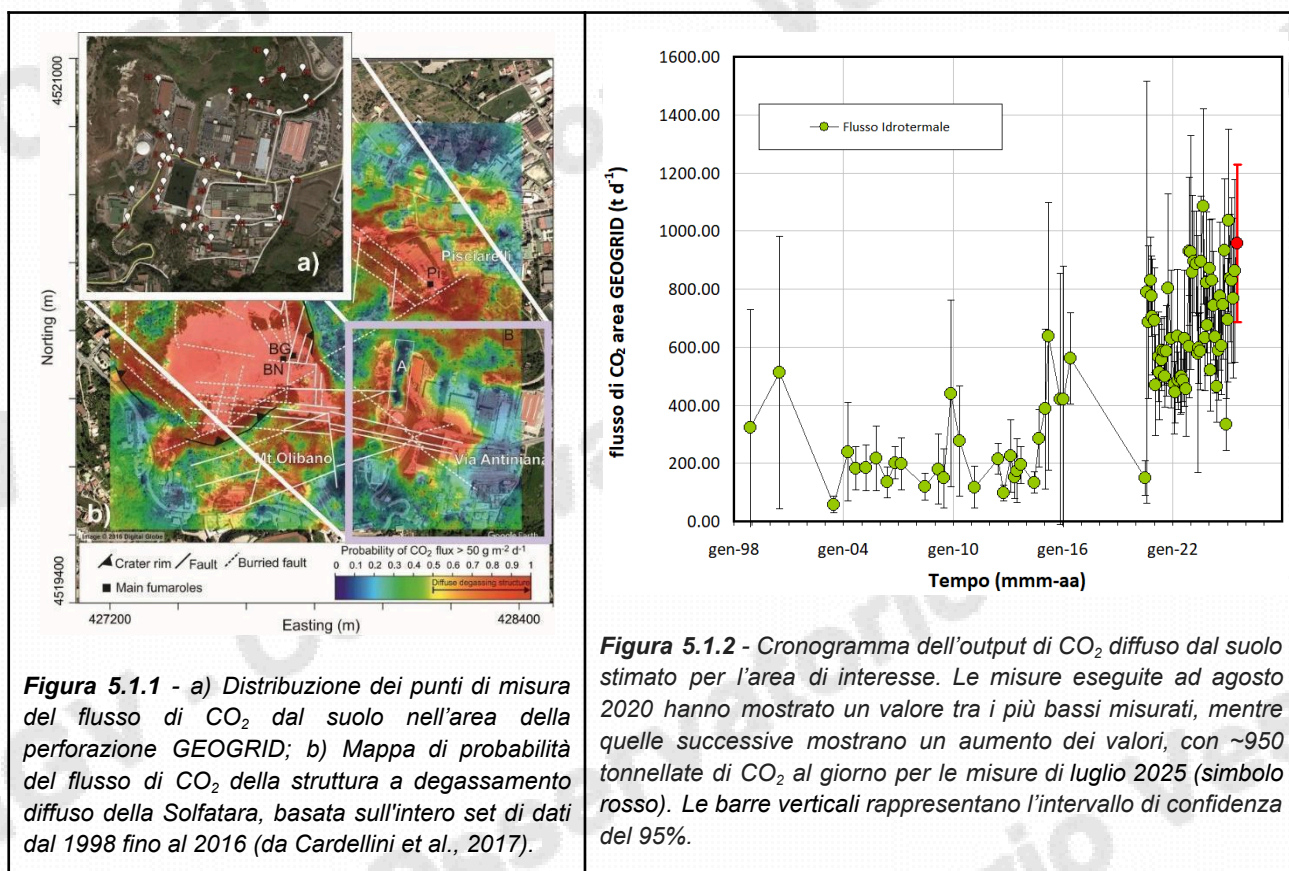 4521000
Norting (m)
4519400
a)
Pisciarelli
Pi
B
A
BG
BN
Mt.Olibano
Via Antiniana
b)
Image © 2016 Digital Globe
Crater rim / Fault Burried fault
Main fumaroles
Probability of CO2 flux > 50 g m-2 d-1
0 0.1 0.2 0.3 0.4 0.5 0.6 0.7 0.8 0.9 1
Diffuse degassing structure
427200
428400
Easting (m)
Figura 5.1.1 - a) Distribuzione dei punti di misura
del flusso di CO2 dal suolo nell'area della
perforazione GEOGRID; b) Mappa di probabilità
del flusso di CO2 della struttura a degassamento
diffuso della Solfatara, basata sull'intero set di dati
dal 1998 fino al 2016 (da Cardellini et al., 2017).
flusso di CO2 area GEOGRID (t d-1)
1600.00
1400.00
1200.00
1000.00
800.00
600.00
400.00
200.00
0.00
Flusso Idrotermale
gen-98 gen-04 gen-10 gen-16 gen-22
Tempo (mmm-aa)
Figura 5.1.2 - Cronogramma dell'output di CO2 diffuso dal suolo
stimato per l'area di interesse. Le misure eseguite ad agosto
2020 hanno mostrato un valore tra i più bassi misurati, mentre
quelle successive mostrano un aumento dei valori, con ~950
tonnellate di CO2 al giorno per le misure di luglio 2025 (simbolo
rosso). Le barre verticali rappresentano l'intervallo di confidenza
del 95%.